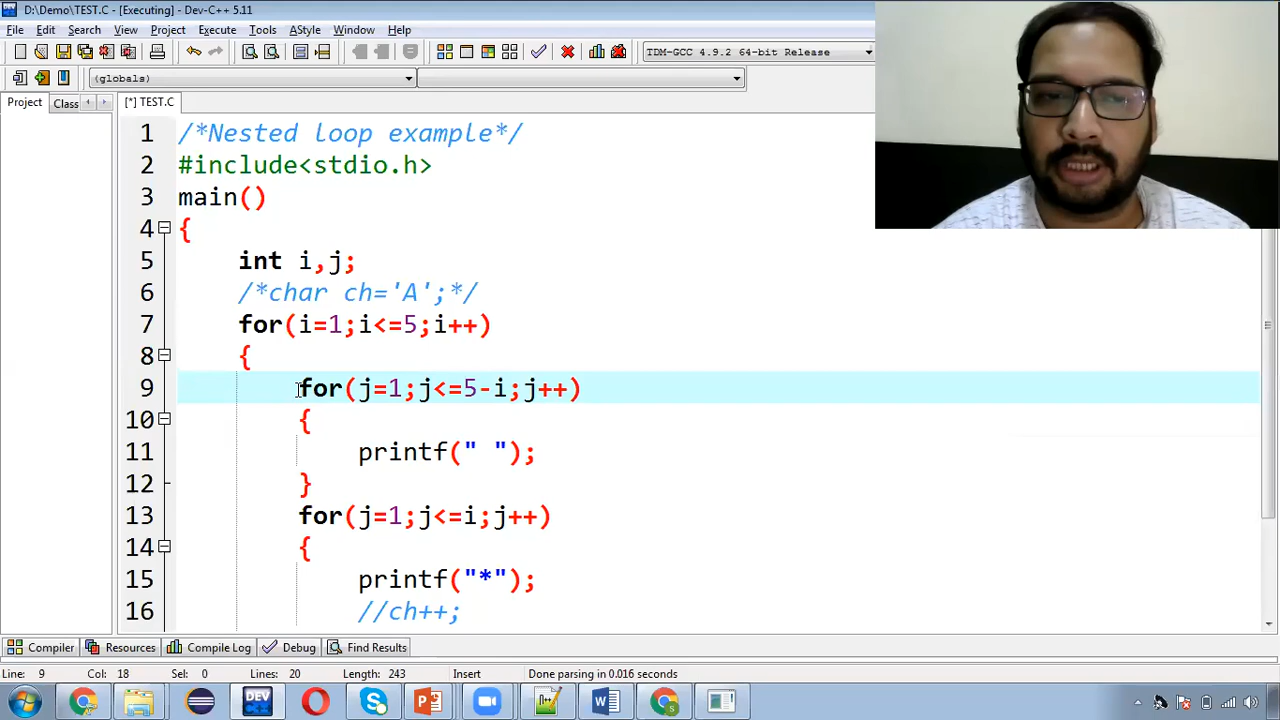 D:\Demo\TEST.C - [Executing] - Dev-C++ 5.11
File Edit Search View Project Execute Tools AStyle Window Help
TDM-GCC 4.9.2 64-bit Release
(globals)
Project Class [*] TEST.C
1 /*Nested loop example*/
2 #include<stdio.h>
3 main()
4 {
5 int i,j;
6 /*char ch='A';*/
7 for(i=1;i<=5;i++)
8 {
9 for(j=1;j<=5-i;j++)
10 {
11 printf(" ");
12 }
13 for(j=1;j<=i;j++)
14 {
15 printf("*");
16 //ch++;
Compiler Resources Compile Log Debug Find Results
Line: 9 Col: 18 Sel: 0 Lines: 20 Length: 243 Insert Done parsing in 0.016 seconds
DEV